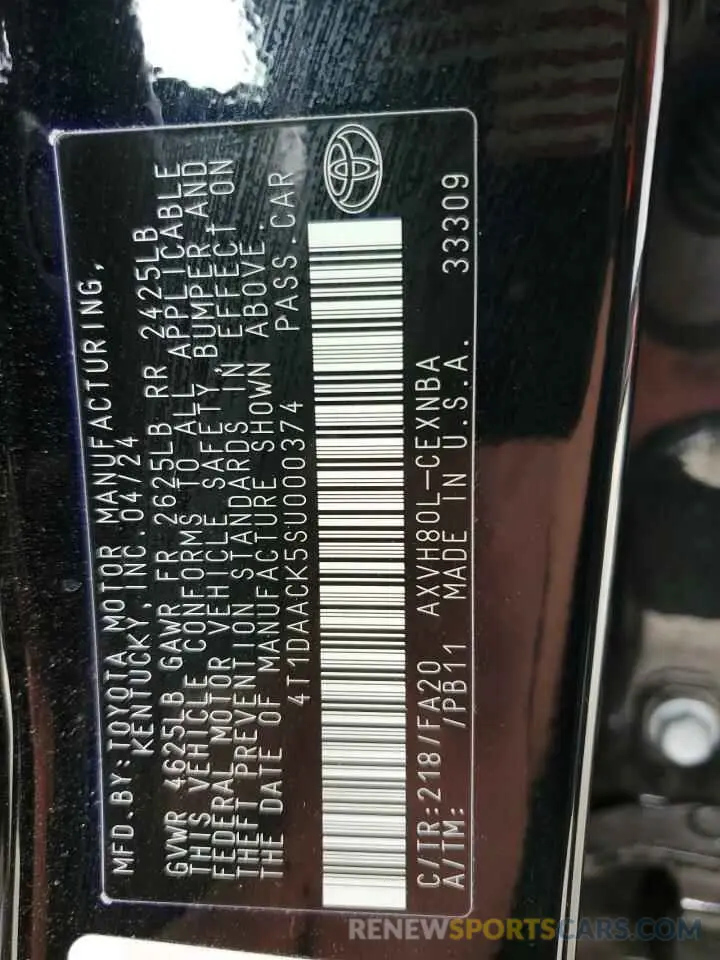 MFD.BY:TOYOTA MOTOR MANUFACTURING,
KENTUCKY, INC. 04/24
GVWR 4625LB GAWR FR 2625LB RR 2425LB
THIS VEHICLE CONFORMS TO ALL APPLICABLE
FEDERAL MOTOR VEHICLE SAFETY, BUMPER, AND
THEFT PREVENTION STANDARDS IN EFFECT ON
THE DATE OF MANUFACTURE SHOWN ABOVE.
4T1DAACK5SU000374 PASS.CAR
C/TR:218/FA20 AXVH80L-CEXNBA 33309
A/TM: /PB11 MADE IN U.S.A.
RENEWSPORTSCARS.COM